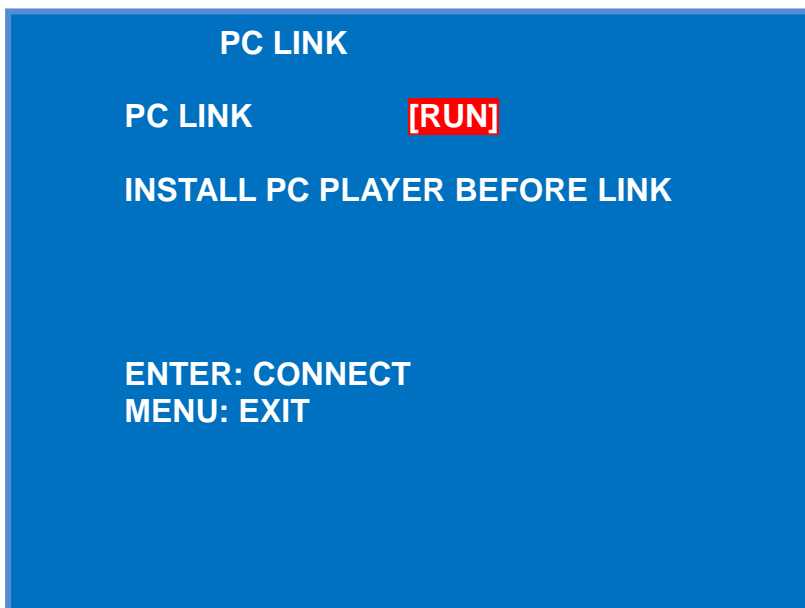 PC LINK
PC LINK [RUN]
INSTALL PC PLAYER BEFORE LINK
ENTER: CONNECT
MENU: EXIT